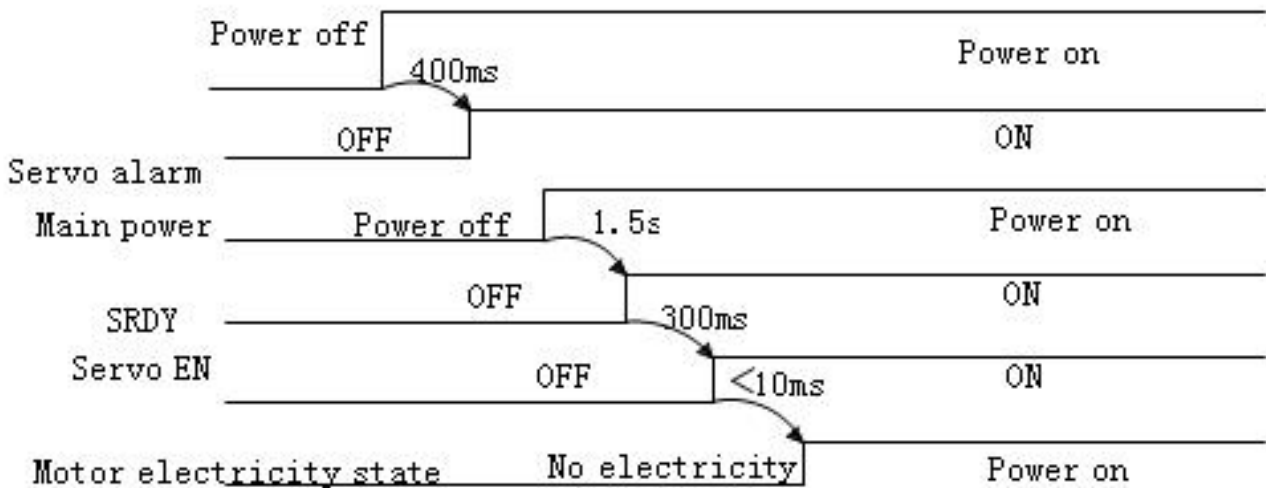 Power off
Power on
400ms
OFF
ON
Servo alarm
Main power
Power off
1.5s
Power on
OFF
ON
SRDY
300ms
Servo EN
OFF
<10ms
ON
Motor electricity state
No electricity
Power on